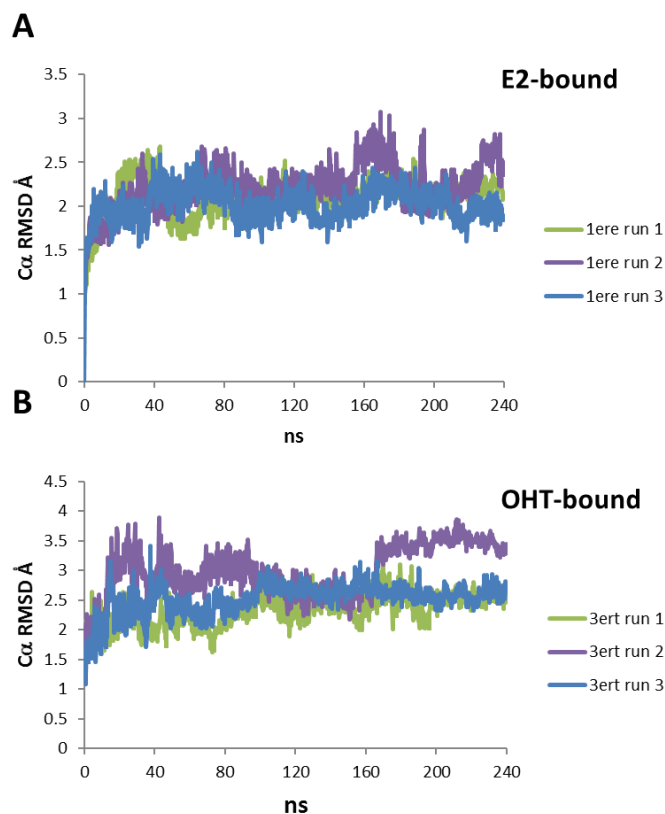 A
E2-bound
3.5
3
2.5
2
1.5
1
0.5
0
Cα RMSD Å
0 40 80 120 160 200 240
ns
1ere run 1
1ere run 2
1ere run 3
B
OHT-bound
4.5
4
3.5
3
2.5
2
1.5
1
0.5
0
Cα RMSD Å
0 40 80 120 160 200 240
ns
3ert run 1
3ert run 2
3ert run 3